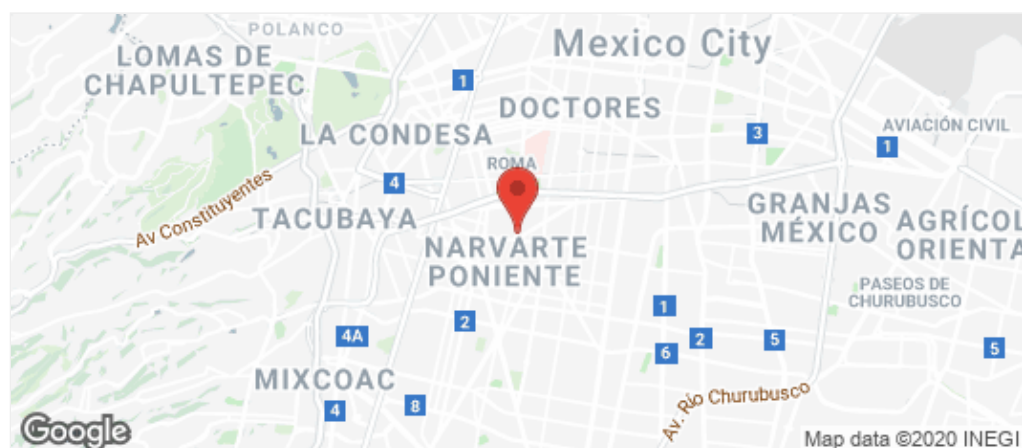 POLANCO
LOMAS DE
CHAPULTEPEC
Mexico City
1
DOCTORES
LA CONDESA
3
AVIACIÓN CIVIL
1
ROMA
4
Av Constituyentes
TACUBAYA
GRANJAS
MÉXICO
AGRÍCOL
ORIENTA
NARVARTE
PONIENTE
PASEOS DE
CHURUBUSCO
1
2
4A
2
5
6
5
MIXCOAC
4
8
Av. Río Churubusco
Google
Map data ©2020 INEGI